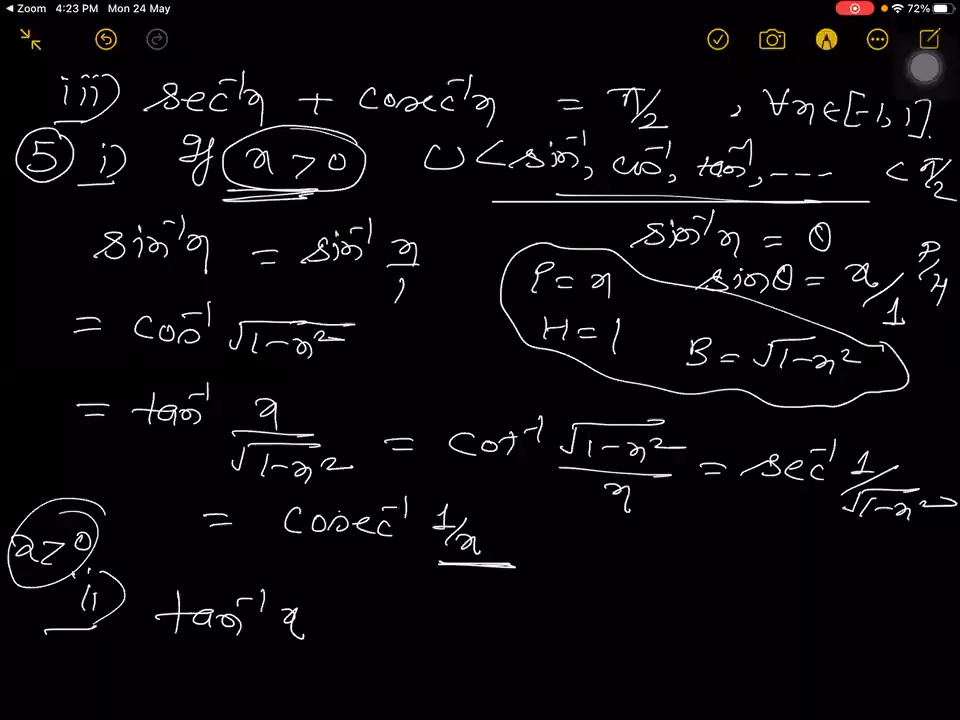 Zoom 4:23 PM Mon 24 May 72%
iii) sec⁻¹x + cosec⁻¹x = π/2 , ∀x∈[-1, 1].
5 i) If x > 0 0 < sin⁻¹, cos⁻¹, tan⁻¹, ---- < π/2
sin⁻¹x = θ
sin⁻¹x = sin⁻¹ x/1
sinθ = x/1 P/H
P = x
H = 1
B = √1-x²
= cos⁻¹ √1-x²
= tan⁻¹ x/√1-x² = cot⁻¹ √1-x²/x = sec⁻¹ 1/√1-x²
= cosec⁻¹ 1/x
x>0
ii) tan⁻¹ x